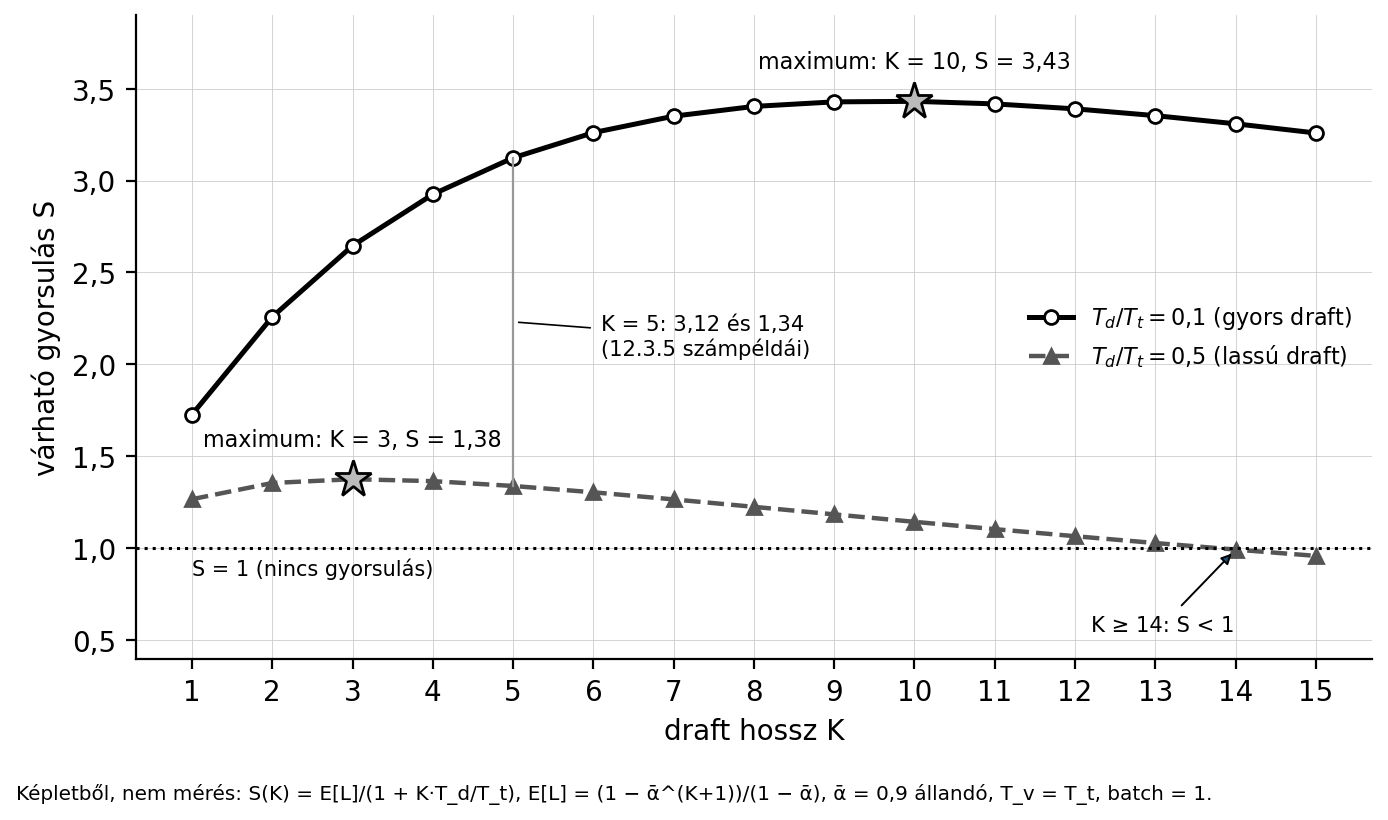 maximum: K = 10, S = 3,43
3,5
3,0
2,5
2,0
1,5
1,0
0,5
várható gyorsulás S
K = 5: 3,12 és 1,34
(12.3.5 számpéldái)
T_d/T_t = 0,1 (gyors draft)
T_d/T_t = 0,5 (lassú draft)
maximum: K = 3, S = 1,38
S = 1 (nincs gyorsulás)
K ≥ 14: S < 1
1 2 3 4 5 6 7 8 9 10 11 12 13 14 15
draft hossz K
Képletből, nem mérés: S(K) = E[L]/(1 + K·T_d/T_t), E[L] = (1 − ᾱ^(K+1))/(1 − ᾱ), ᾱ = 0,9 állandó, T_v = T_t, batch = 1.